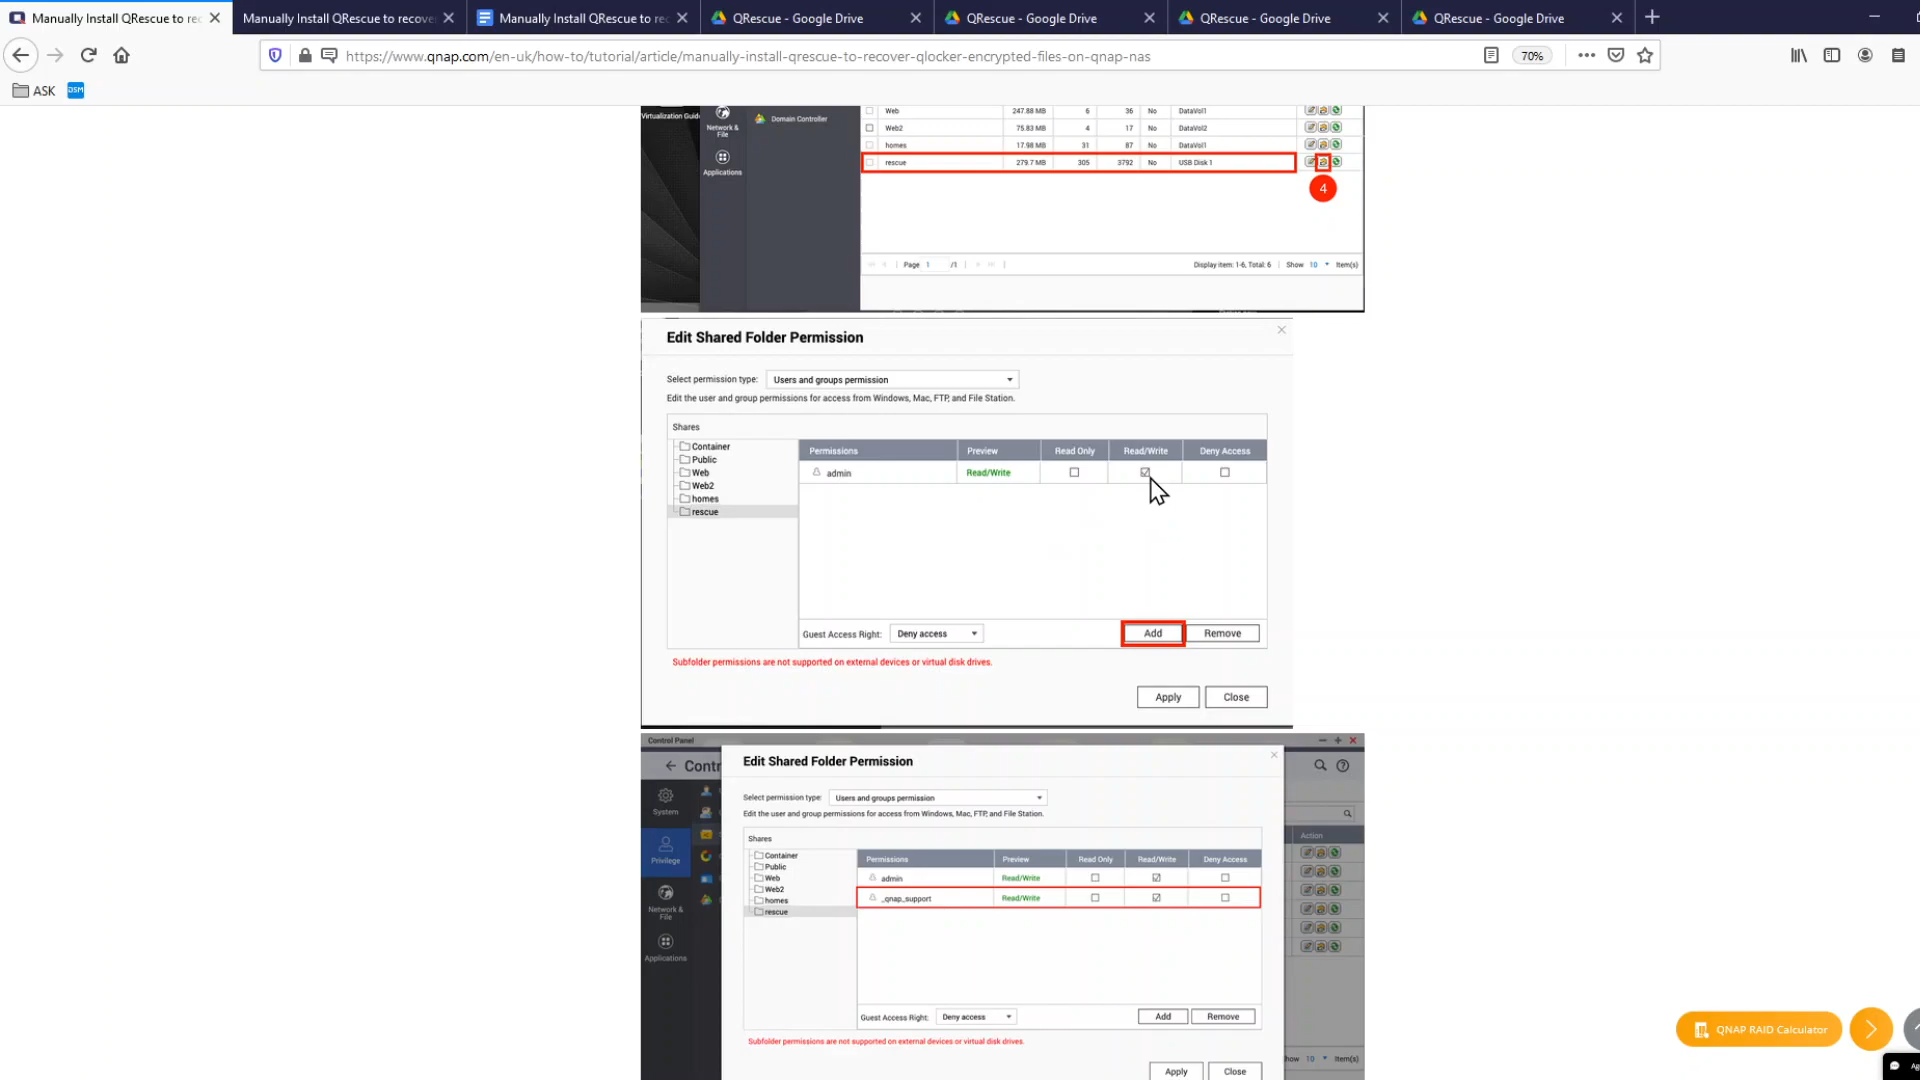 Manually Install QRescue to rec
Manually Install QRescue to recove
Manually Install QRescue to rec
QRescue - Google Drive
QRescue - Google Drive
QRescue - Google Drive
QRescue - Google Drive
https://www.qnap.com/en-uk/how-to/tutorial/article/manually-install-qrescue-to-recover-qlocker-encrypted-files-on-qnap-nas
70%
ASK
DSM
Virtualization Guide
Network & File
Applications
Domain Controller
Web 247.88 MB 6 36 No DataVol1
Web2 75.83 MB 4 17 No DataVol2
homes 17.98 MB 31 87 No DataVol1
rescue 279.7 MB 305 3792 No USB Disk 1
4
Page 1 /1
Display item: 1-6, Total: 6 Show 10 Item(s)
Edit Shared Folder Permission
Select permission type: Users and groups permission
Edit the user and group permissions for access from Windows, Mac, FTP, and File Station.
Shares
Container
Public
Web
Web2
homes
rescue
Permissions Preview Read Only Read/Write Deny Access
admin Read/Write
Guest Access Right: Deny access
Add Remove
Subfolder permissions are not supported on external devices or virtual disk drives.
Apply Close
Control Panel
Contr
System
Privilege
Network & File
Applications
Edit Shared Folder Permission
Select permission type: Users and groups permission
Edit the user and group permissions for access from Windows, Mac, FTP, and File Station.
Shares
Container
Public
Web
Web2
homes
rescue
Permissions Preview Read Only Read/Write Deny Access
admin Read/Write
_qnap_support Read/Write
Action
Guest Access Right: Deny access
Add Remove
Subfolder permissions are not supported on external devices or virtual disk drives.
Apply Close
how 10 Item(s)
QNAP RAID Calculator